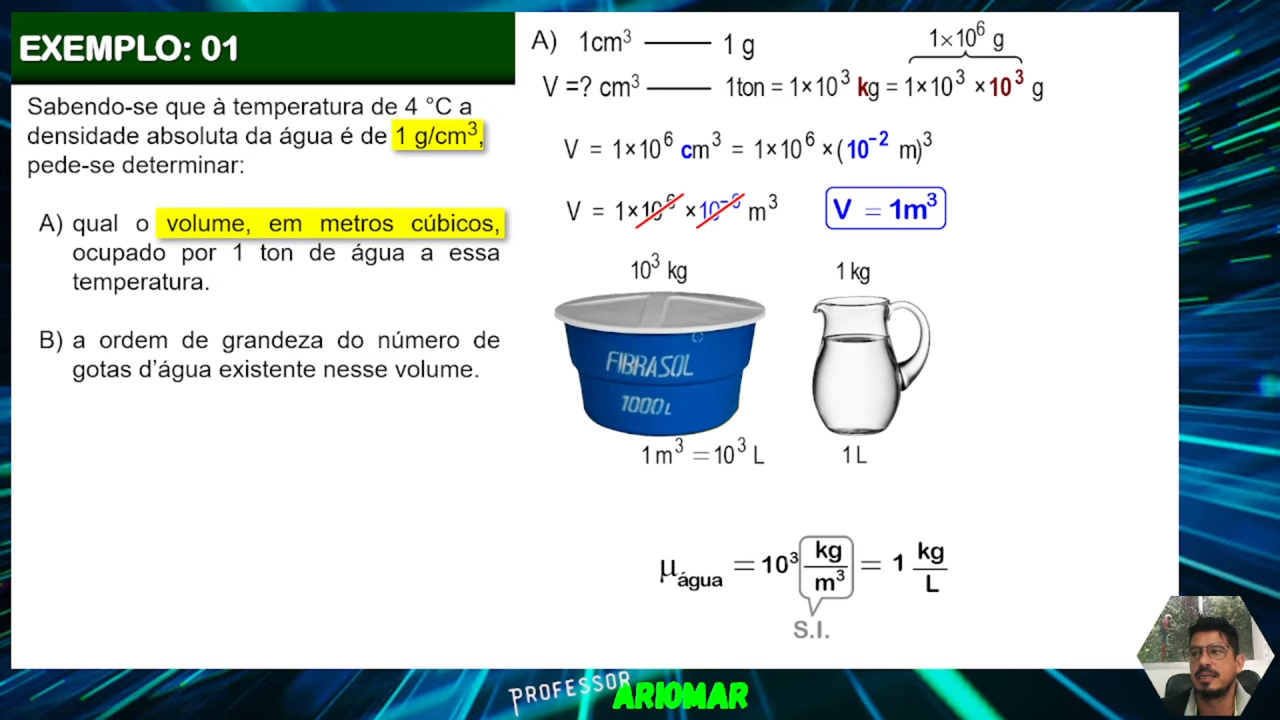 EXEMPLO: 01
Sabendo-se que à temperatura de 4 °C a
densidade absoluta da água é de 1 g/cm³,
pede-se determinar:
A) qual o volume, em metros cúbicos,
ocupado por 1 ton de água a essa
temperatura.
B) a ordem de grandeza do número de
gotas d'água existente nesse volume.
A) 1cm³ —— 1 g
1×10⁶ g
V =? cm³ —— 1ton = 1×10³ kg = 1×10³ ×10³ g
V = 1×10⁶ cm³ = 1×10⁶ ×(10⁻² m)³
V = 1×10⁶ ×10⁻⁶ m³
V = 1m³
10³ kg
1 kg
FIBRASOL
1000L
1m³ = 10³ L
1L
μágua = 10³ kg/m³ = 1 kg/L
S.I.
PROFESSOR
ARIOMAR